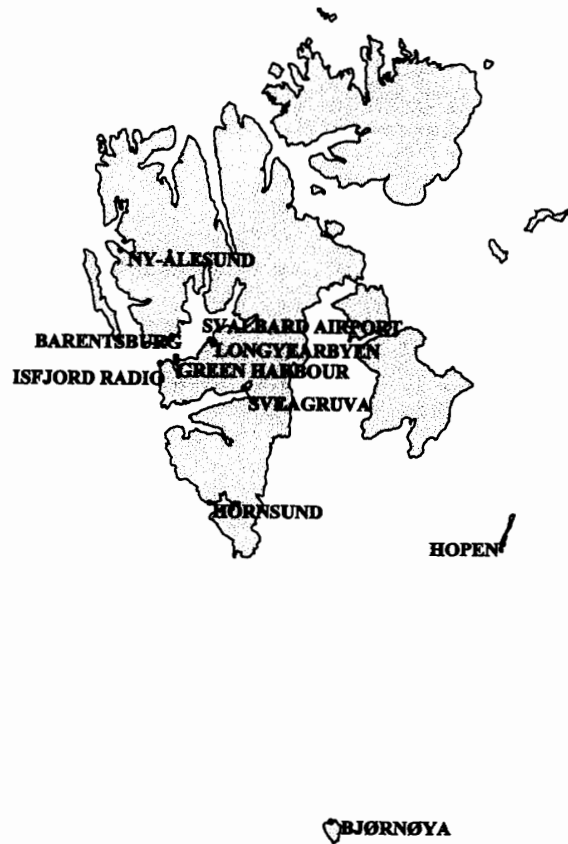 NY-ÅLESUND
SVALBARD AIRPORT
BARENTSBURG
LONGYEARBYEN
GREEN HARBOUR
ISFJORD RADIO
SVEAGRUVA
HORNSUND
HOPEN
BJØRNØYA